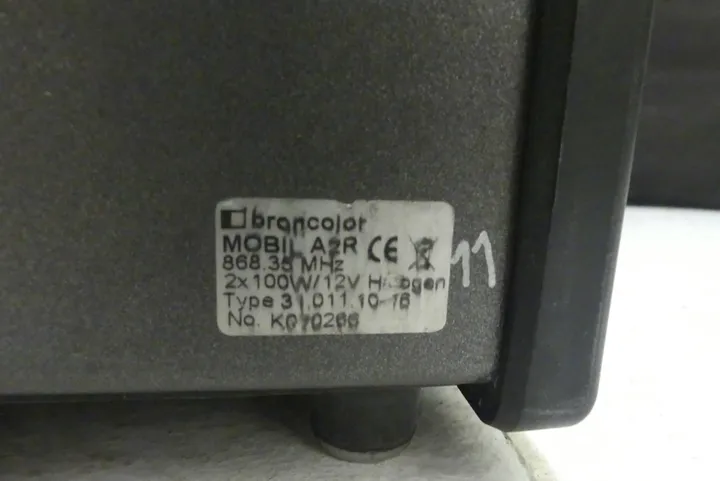 broncolor
MOBIL A2R CE
868.35 MHz
2x100W/12V Halogen
Type 31.011.10-16
No. K070266
11